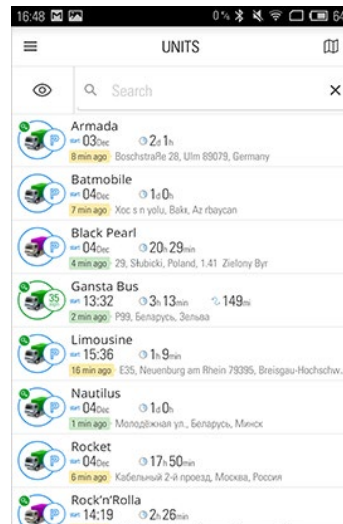 16:48 0% 64
UNITS
Search
Armada
03Dec 2d 1h
8 min ago Boschstraße 28, Ulm 89079, Germany
Batmobile
04Dec 1d 0h
7 min ago Xoc s n yolu, Bakı, Az rbaycan
Black Pearl
04Dec 20h 29min
4 min ago 29, Słubicki, Poland, 1.41 Zielony Byr
Gansta Bus
35 13:32 3h 13min 149mi
2 min ago P99, Беларусь, Зельва
Limousine
15:36 1h 9min
16 min ago E35, Neuenburg am Rhein 79395, Breisgau-Hochschw..
Nautilus
04Dec 1d 0h
1 min ago Молодёжная ул., Беларусь, Минск
Rocket
04Dec 17h 50min
6 min ago Кабельный 2-й проезд, Москва, Россия
Rock'n'Rolla
14:19 2h 26min